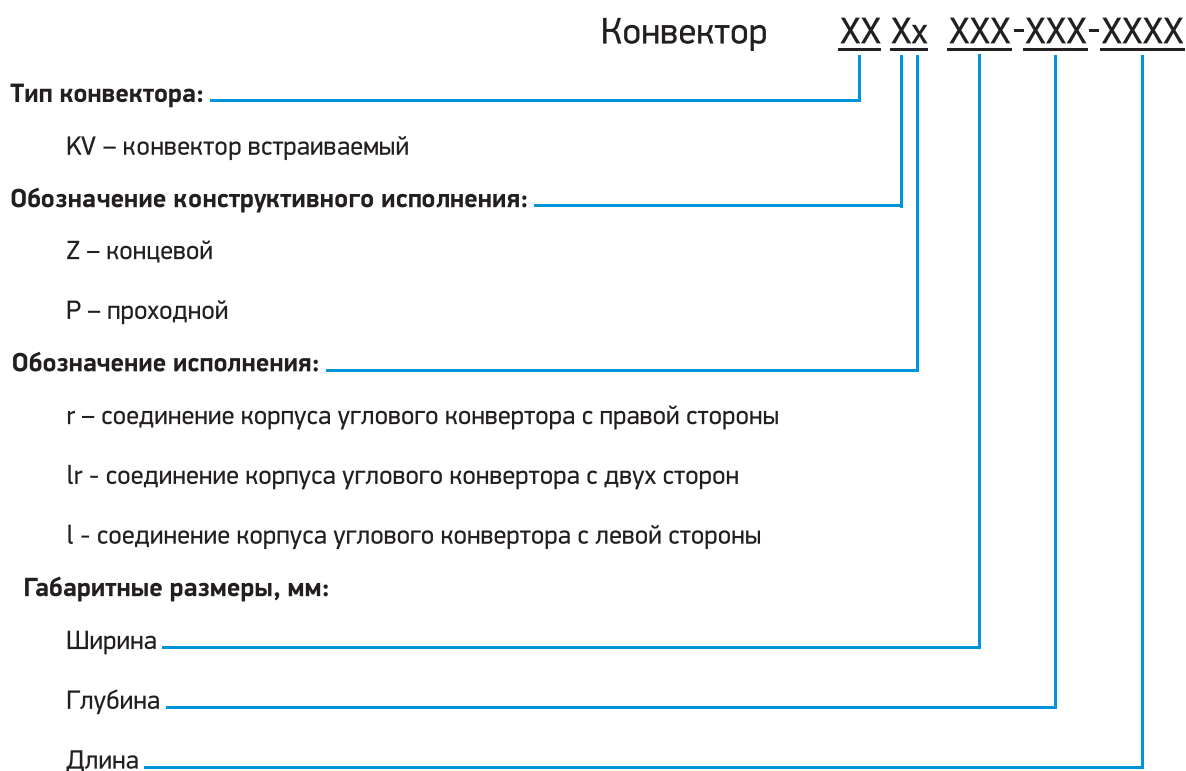 Конвектор XX Xx XXX-XXX-XXXX
Тип конвектора:
KV – конвектор встраиваемый
Обозначение конструктивного исполнения:
Z – концевой
P – проходной
Обозначение исполнения:
r – соединение корпуса углового конвертора с правой стороны
lr - соединение корпуса углового конвертора с двух сторон
l - соединение корпуса углового конвертора с левой стороны
Габаритные размеры, мм:
Ширина
Глубина
Длина